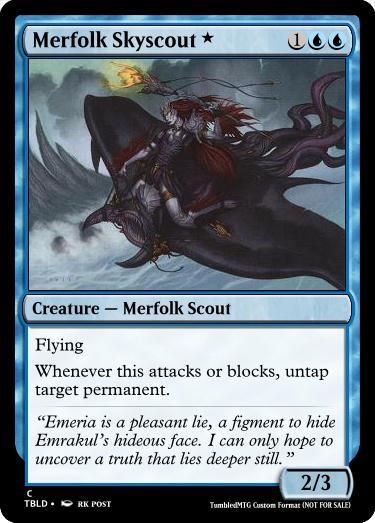 Merfolk Skyscout ★ 1
Creature — Merfolk Scout
Flying
Whenever this attacks or blocks, untap
target permanent.
“Emeria is a pleasant lie, a figment to hide
Emrakul’s hideous face. I can only hope to
uncover a truth that lies deeper still.”
2/3
C
TBLD • RK POST
TumbledMTG Custom Format (NOT FOR SALE)